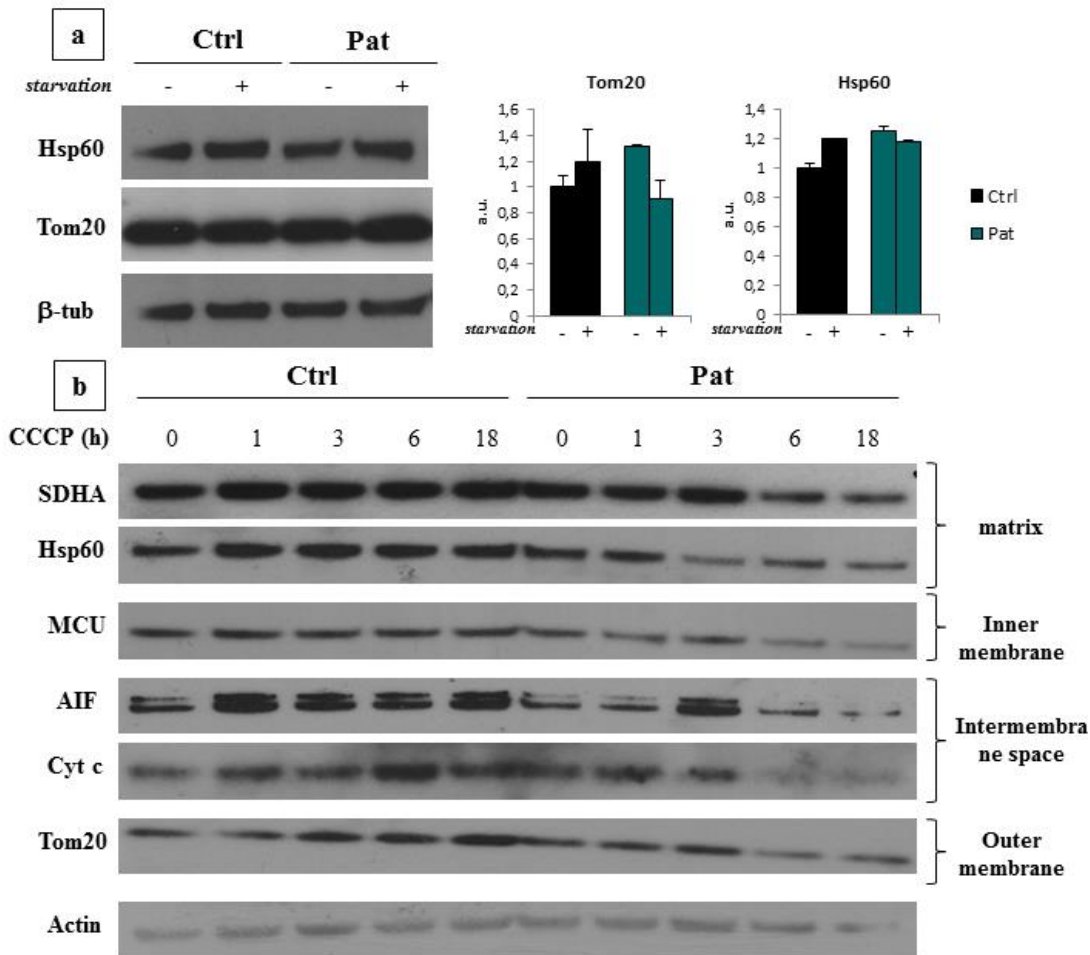 a
Ctrl Pat
starvation - + - +
Hsp60
Tom20
β-tub
Tom20
1,6
1,4
1,2
1
0,8
0,6
0,4
0,2
0
a.u.
starvation - +  - +
Hsp60
1,4
1,2
1
0,8
0,6
0,4
0,2
0
a.u.
starvation - +  - +
Ctrl
Pat
b
Ctrl Pat
CCCP (h) 0 1 3 6 18 0 1 3 6 18
SDHA
Hsp60
matrix
MCU
Inner
membrane
AIF
Cyt c
Intermembra
ne space
Tom20
Outer
membrane
Actin